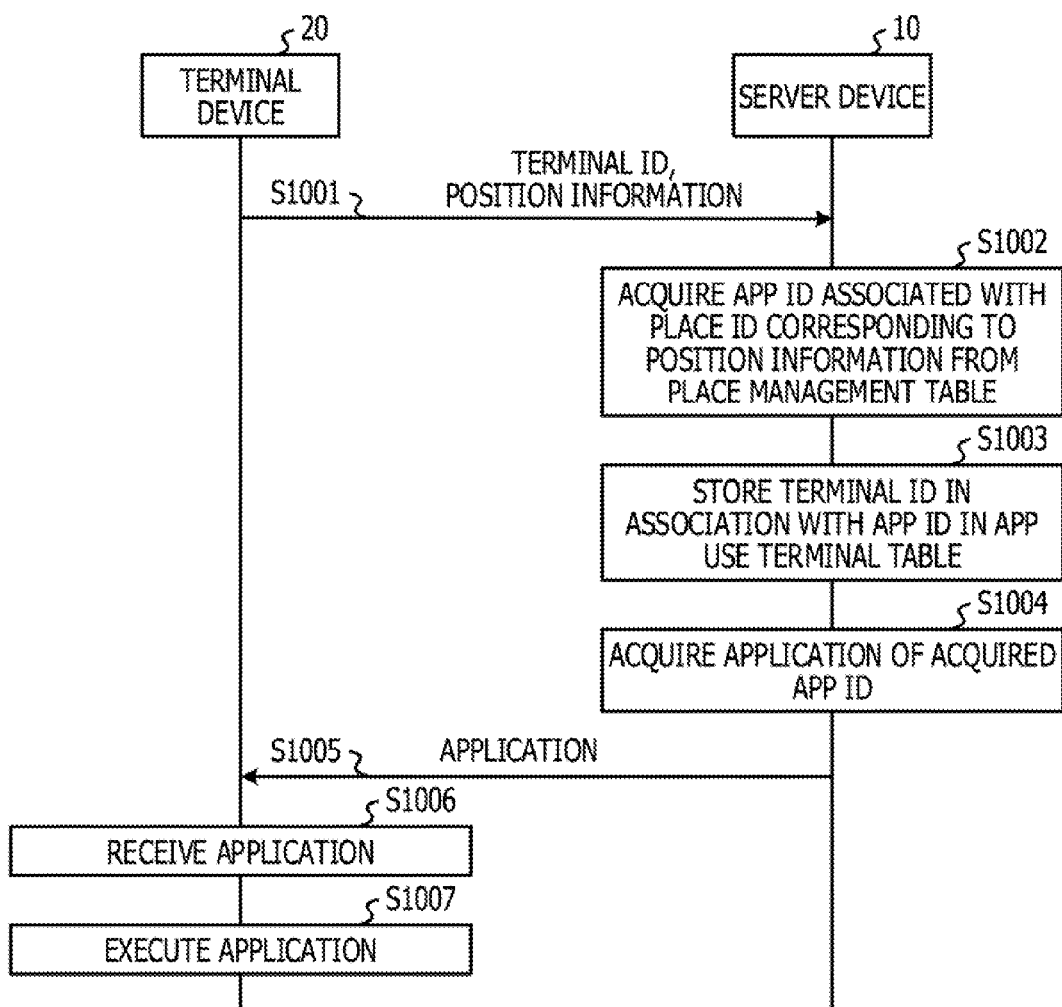 20
10
TERMINAL
DEVICE
SERVER DEVICE
TERMINAL ID,
POSITION INFORMATION
S1001
S1002
ACQUIRE APP ID ASSOCIATED WITH
PLACE ID CORRESPONDING TO
POSITION INFORMATION FROM
PLACE MANAGEMENT TABLE
S1003
STORE TERMINAL ID IN
ASSOCIATION WITH APP ID IN APP
USE TERMINAL TABLE
S1004
ACQUIRE APPLICATION OF ACQUIRED
APP ID
S1005
APPLICATION
S1006
RECEIVE APPLICATION
S1007
EXECUTE APPLICATION